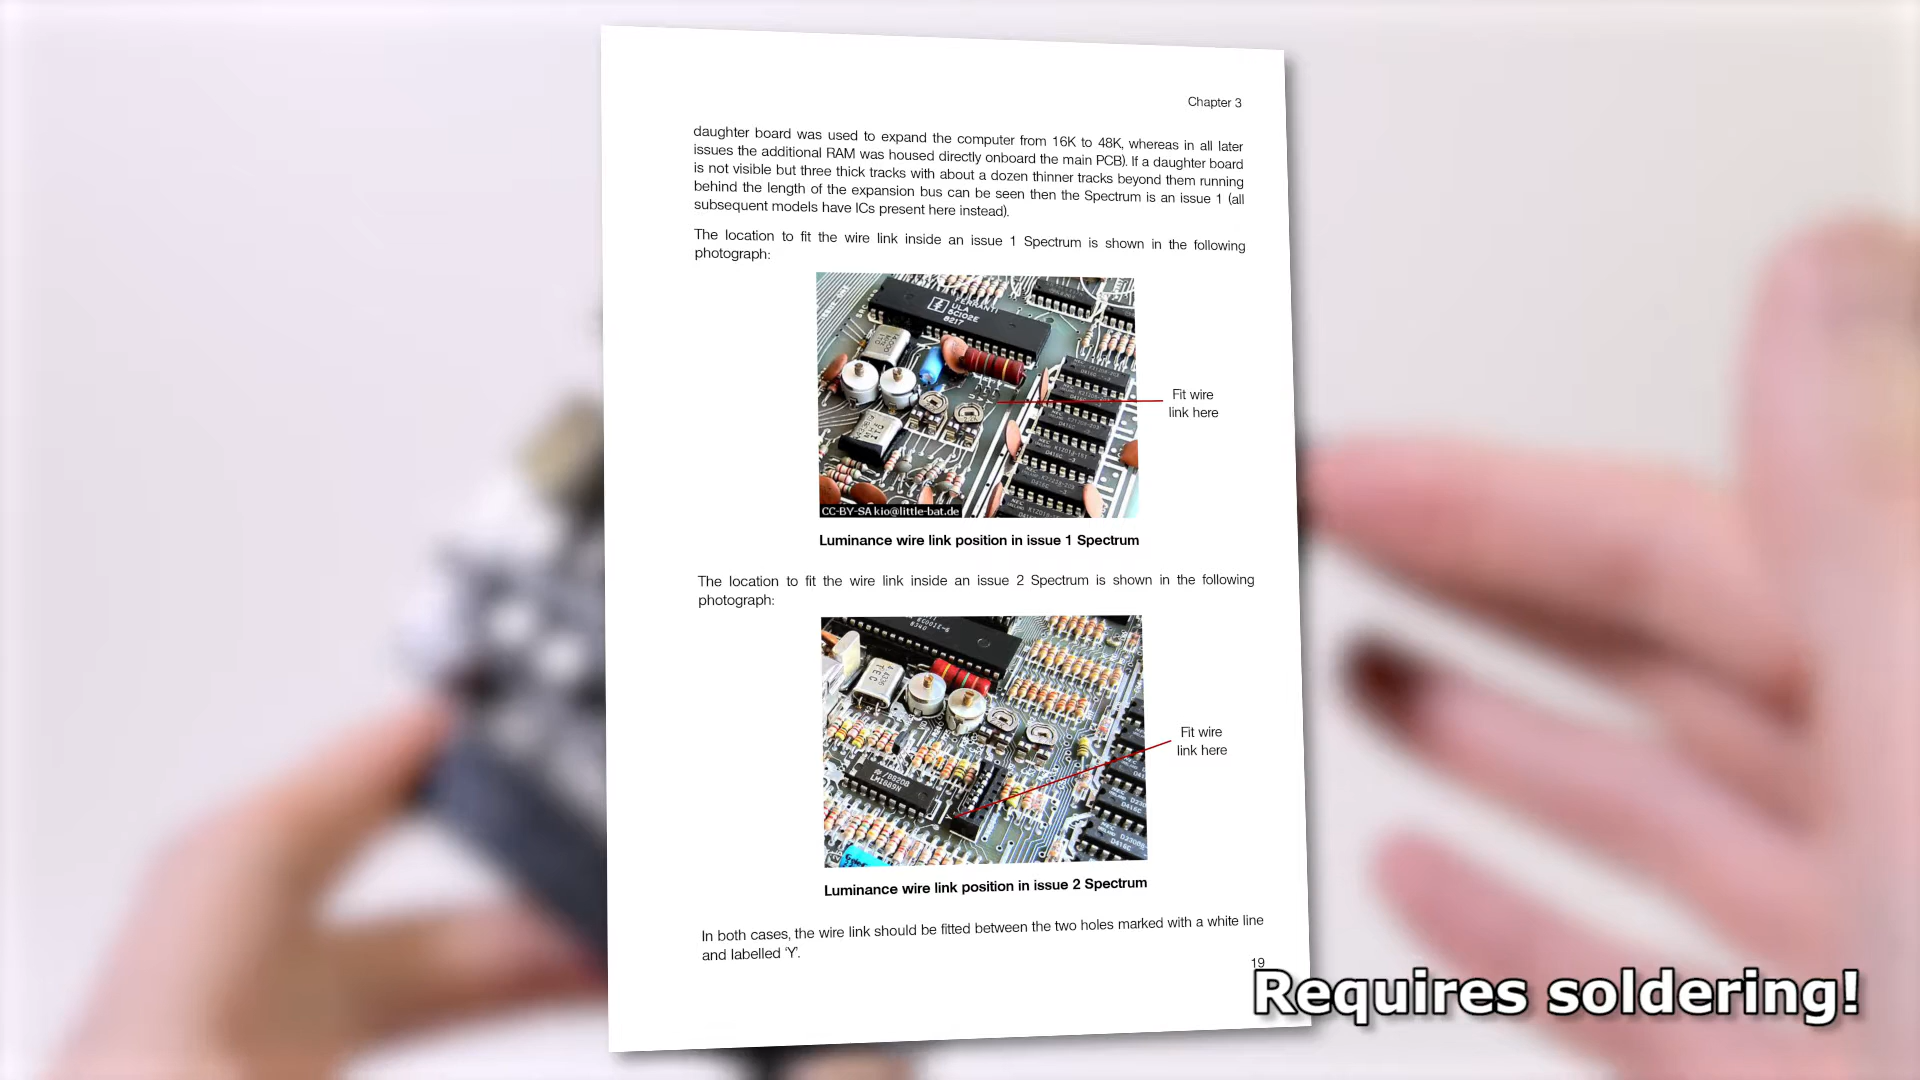 Chapter 3
daughter board was used to expand the computer from 16K to 48K, whereas in all later
issues the additional RAM was housed directly onboard the main PCB). If a daughter board
is not visible but three thick tracks with about a dozen thinner tracks beyond them running
behind the length of the expansion bus can be seen then the Spectrum is an issue 1 (all
subsequent models have ICs present here instead).
The location to fit the wire link inside an issue 1 Spectrum is shown in the following
photograph:
FERRANTI
ULA
5C102E
8217
Fit wire
link here
CC-BY-SA kio@little-bat.de
Luminance wire link position in issue 1 Spectrum
The location to fit the wire link inside an issue 2 Spectrum is shown in the following
photograph:
8340
Fit wire
link here
LM1889N
Luminance wire link position in issue 2 Spectrum
In both cases, the wire link should be fitted between the two holes marked with a white line
and labelled ‘Y’.
19
Requires soldering!